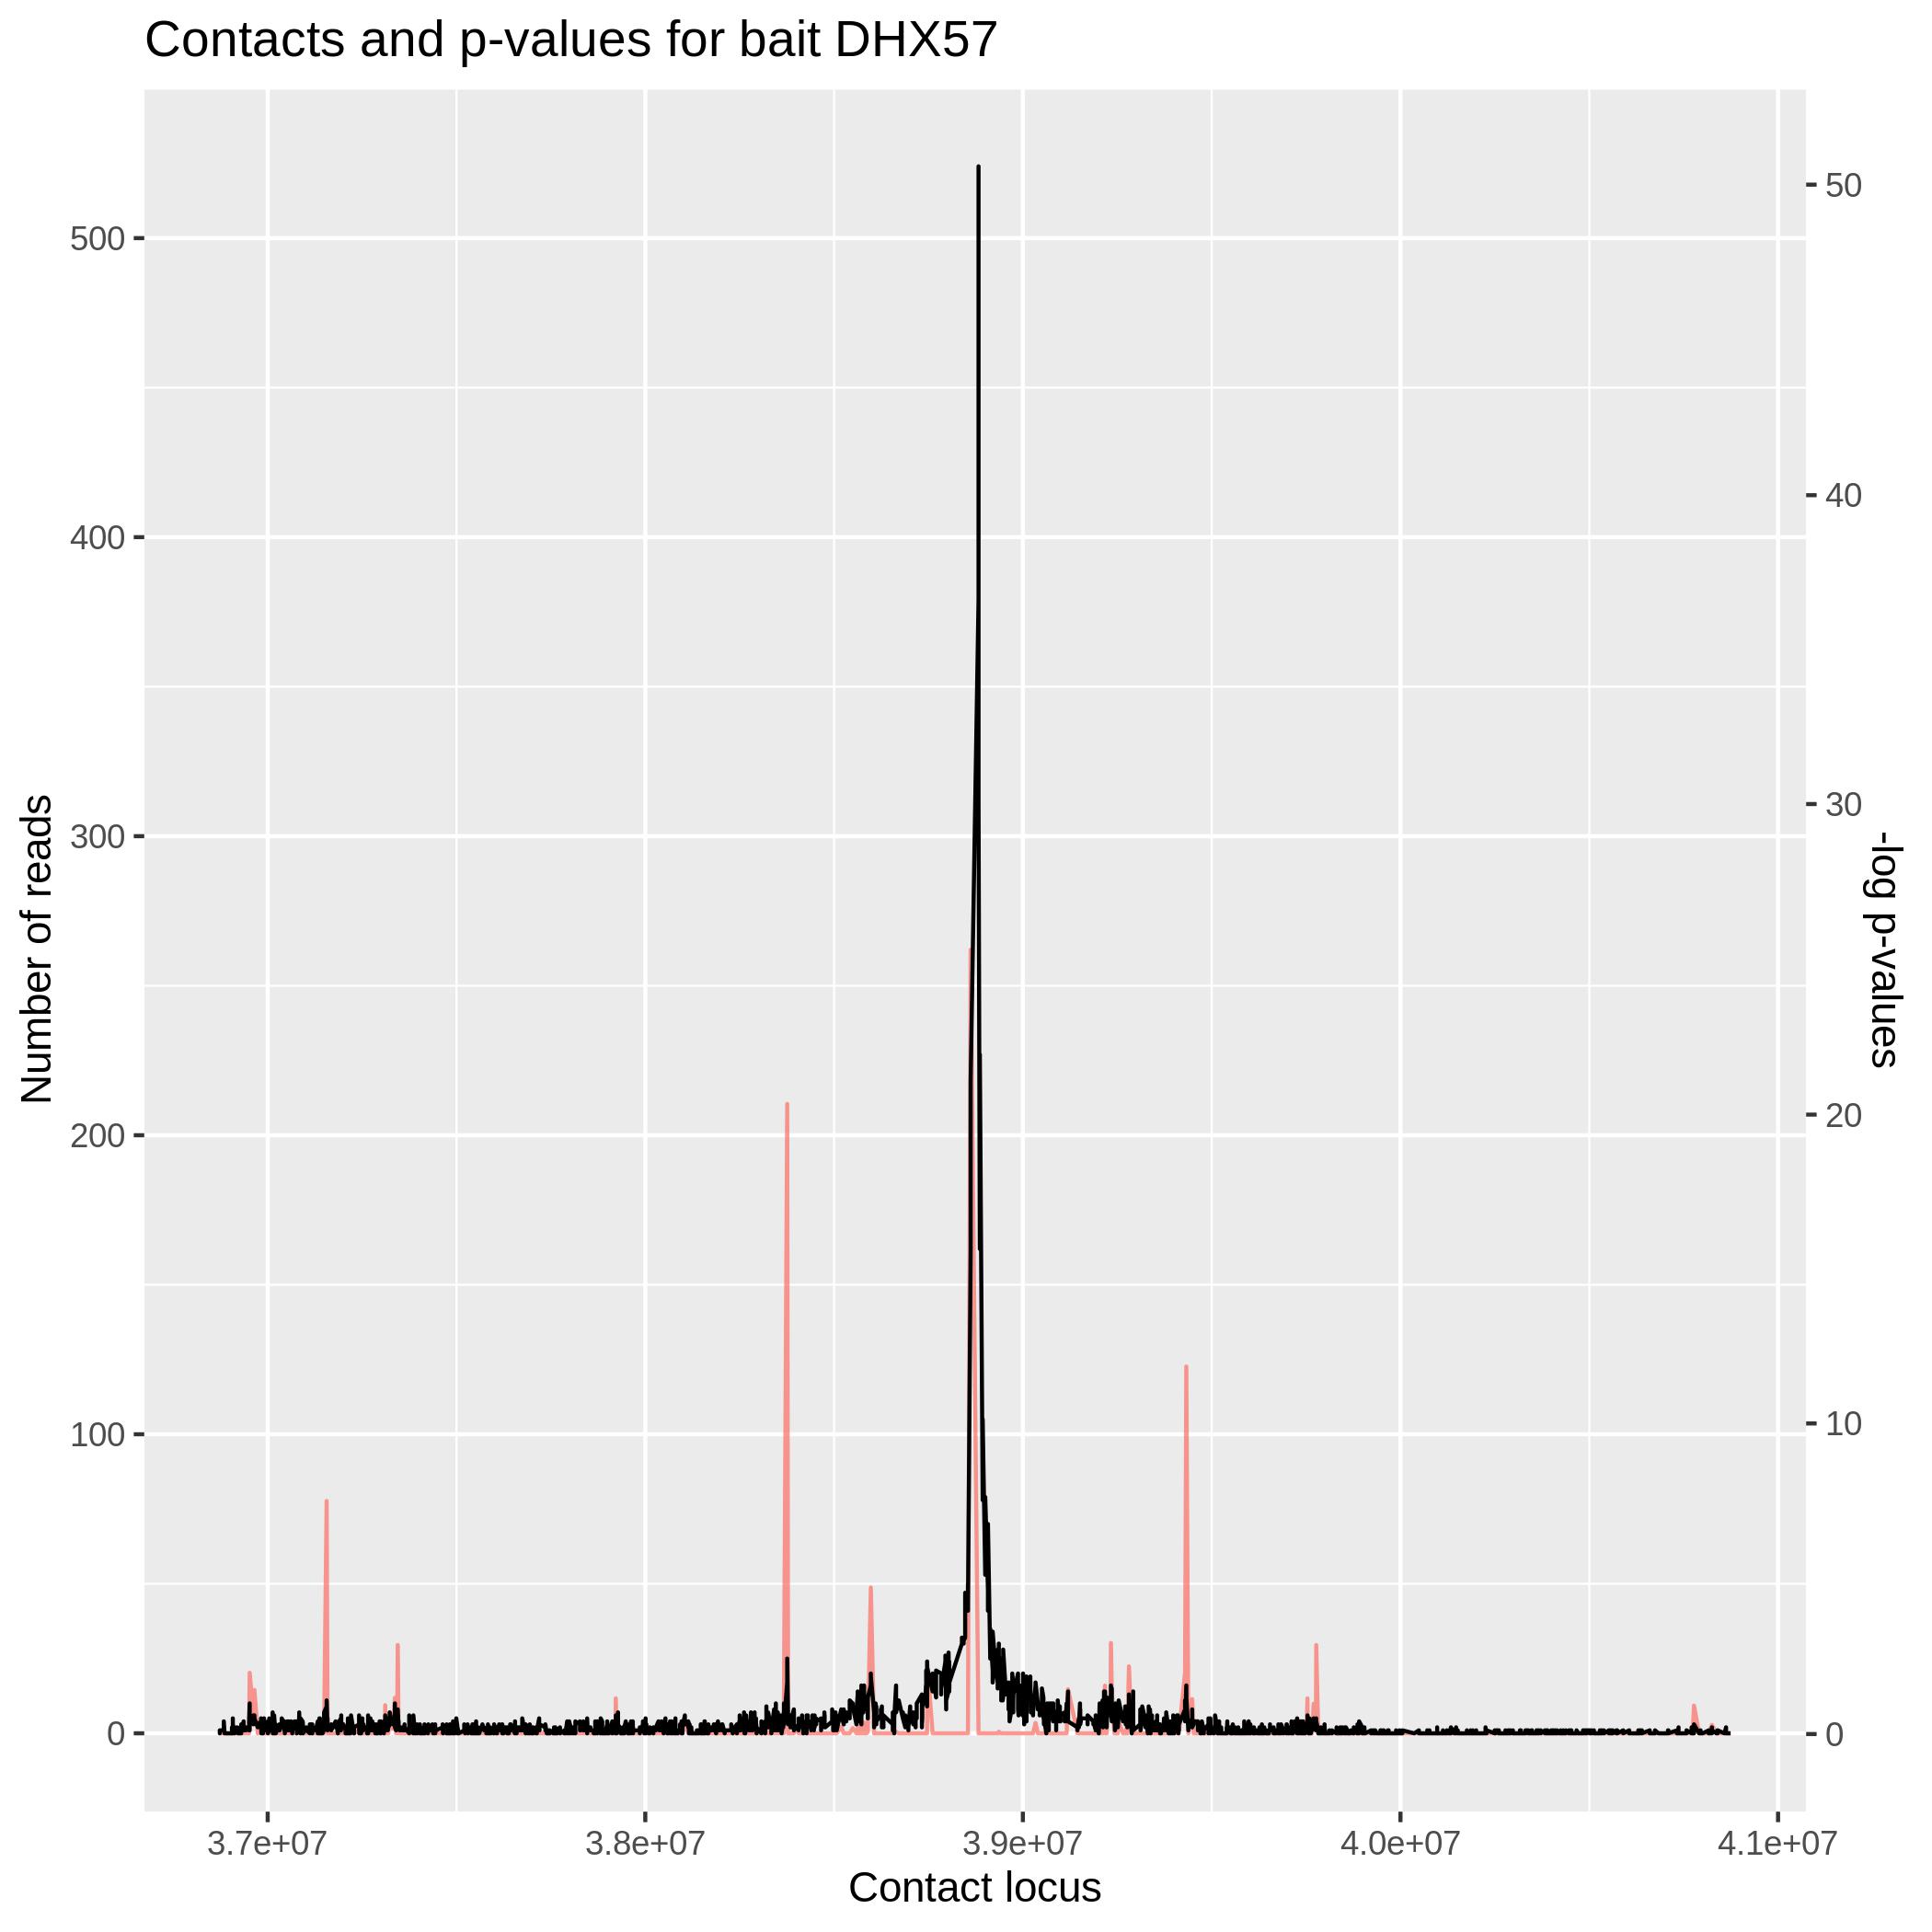 Contacts and p-values for bait DHX57
Number of reads
500
400
300
200
100
0
50
40
30
20
10
0
-log p-values
3.7e+07
3.8e+07
3.9e+07
4.0e+07
4.1e+07
Contact locus